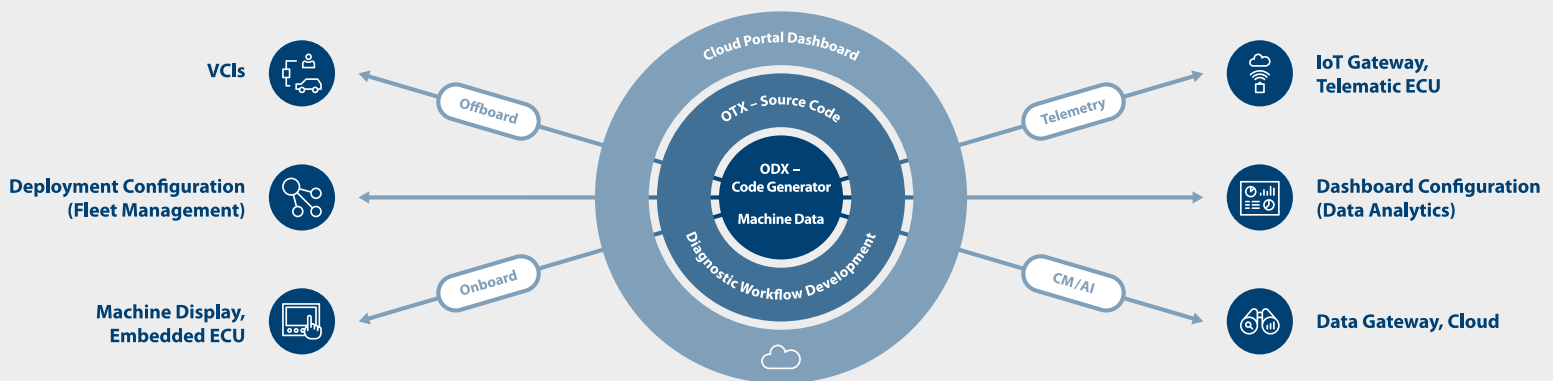 VCIs
Offboard
Deployment Configuration
(Fleet Management)
Onboard
Machine Display,
Embedded ECU
Cloud Portal Dashboard
OTX – Source Code
ODX –
Code Generator
Machine Data
Diagnostic Workflow Development
Telemetry
IoT Gateway,
Telematic ECU
Dashboard Configuration
(Data Analytics)
CM/AI
Data Gateway, Cloud